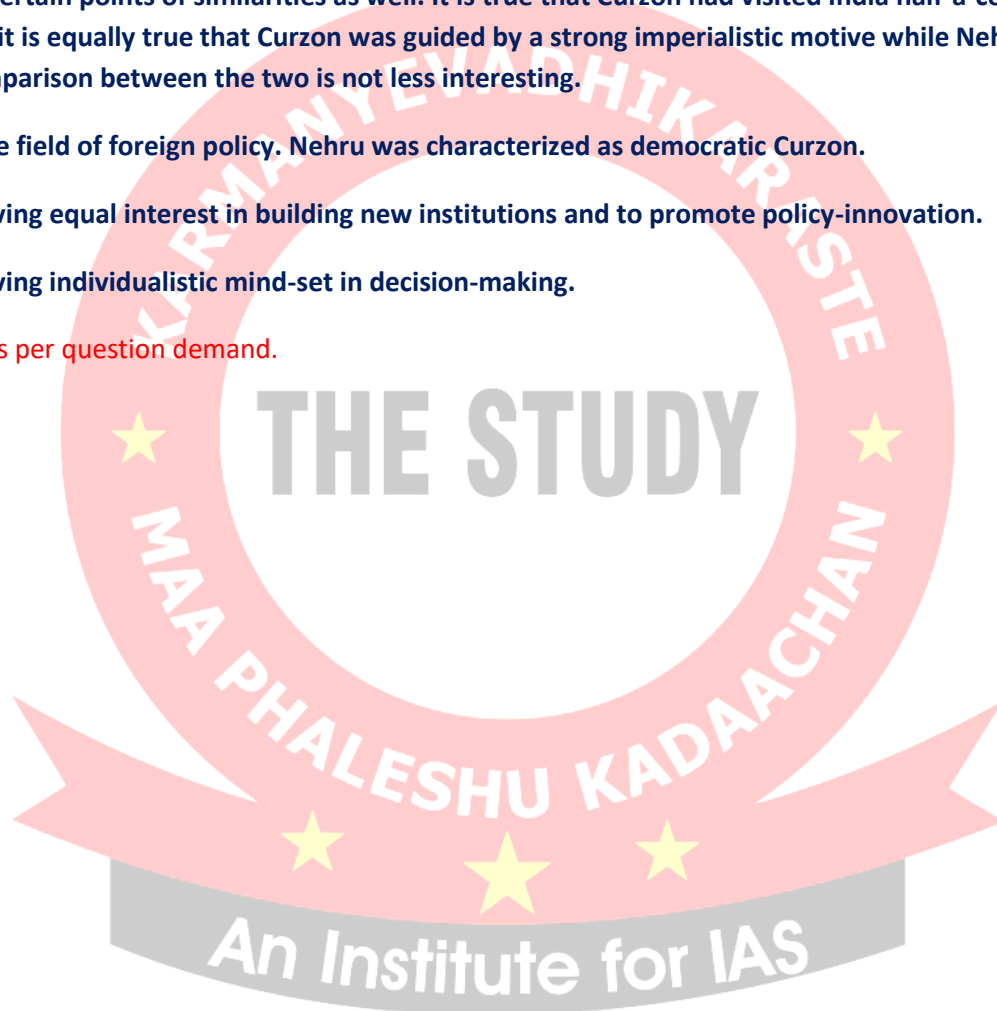 ertain points of similarities as well. It is true that Curzon had visited India half-a-ce
it is equally true that Curzon was guided by a strong imperialistic motive while Neh
nparison between the two is not less interesting.
e field of foreign policy. Nehru was characterized as democratic Curzon.
ving equal interest in building new institutions and to promote policy-innovation.
ving individualistic mind-set in decision-making.
s per question demand.
KARMANYEVADHIKARASTE
THE STUDY
MAA PHALESHU KADAACHAN
An Institute for IAS